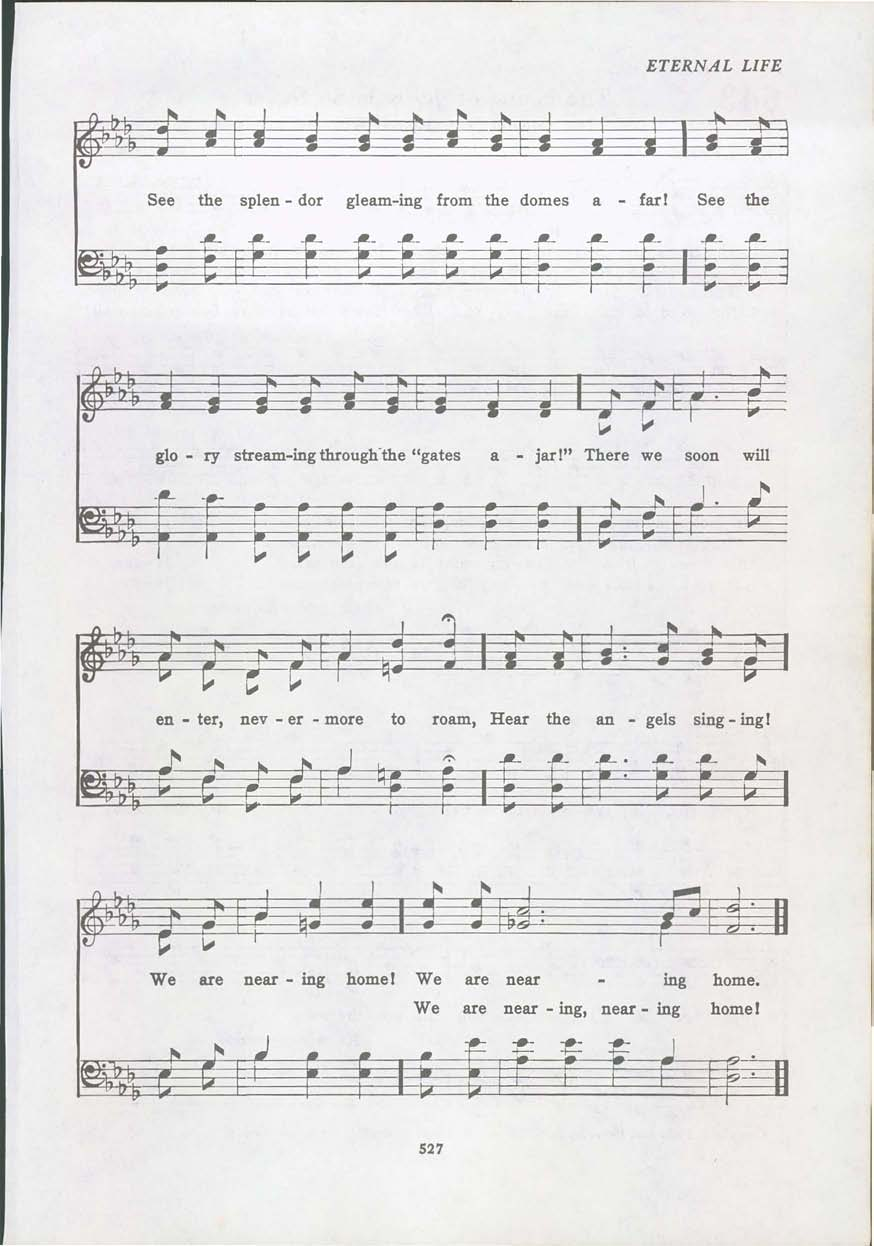 ETERNAL LIFE
See the splen - dor gleam-ing from the domes a - far! See the
glo - ry stream-ing through the “gates a - jar!” There we soon will
en - ter, nev - er - more to roam, Hear the an - gels sing - ing!
We are near - ing home! We are near - ing home.
We are near - ing, near - ing home!
527